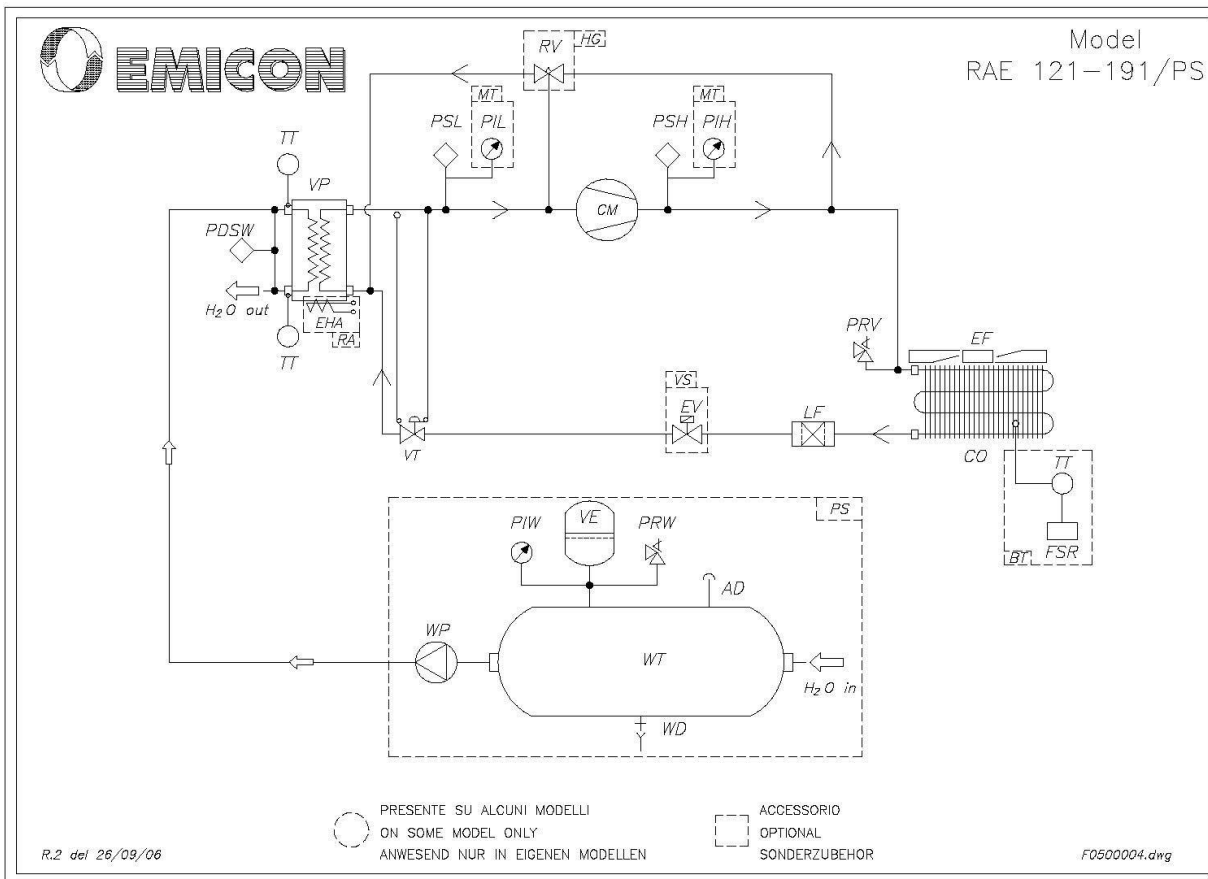 EMICON
Model
RAE 121-191/PS
RV
HG
MT
MT
PSL
PIL
PSH
PIH
TT
VP
CM
PDSW
H₂O out
EHA
RA
TT
PRV
EF
VS
EV
LF
VT
CO
TT
FSR
BT
PS
PIW
VE
PRW
AD
WP
WT
H₂O in
WD
PRESENTE SU ALCUNI MODELLI
ON SOME MODEL ONLY
ANWESEND NUR IN EIGENEN MODELLEN
ACCESSORIO
OPTIONAL
SONDERZUBEHOR
R.2 del 26/09/06
F0500004.dwg